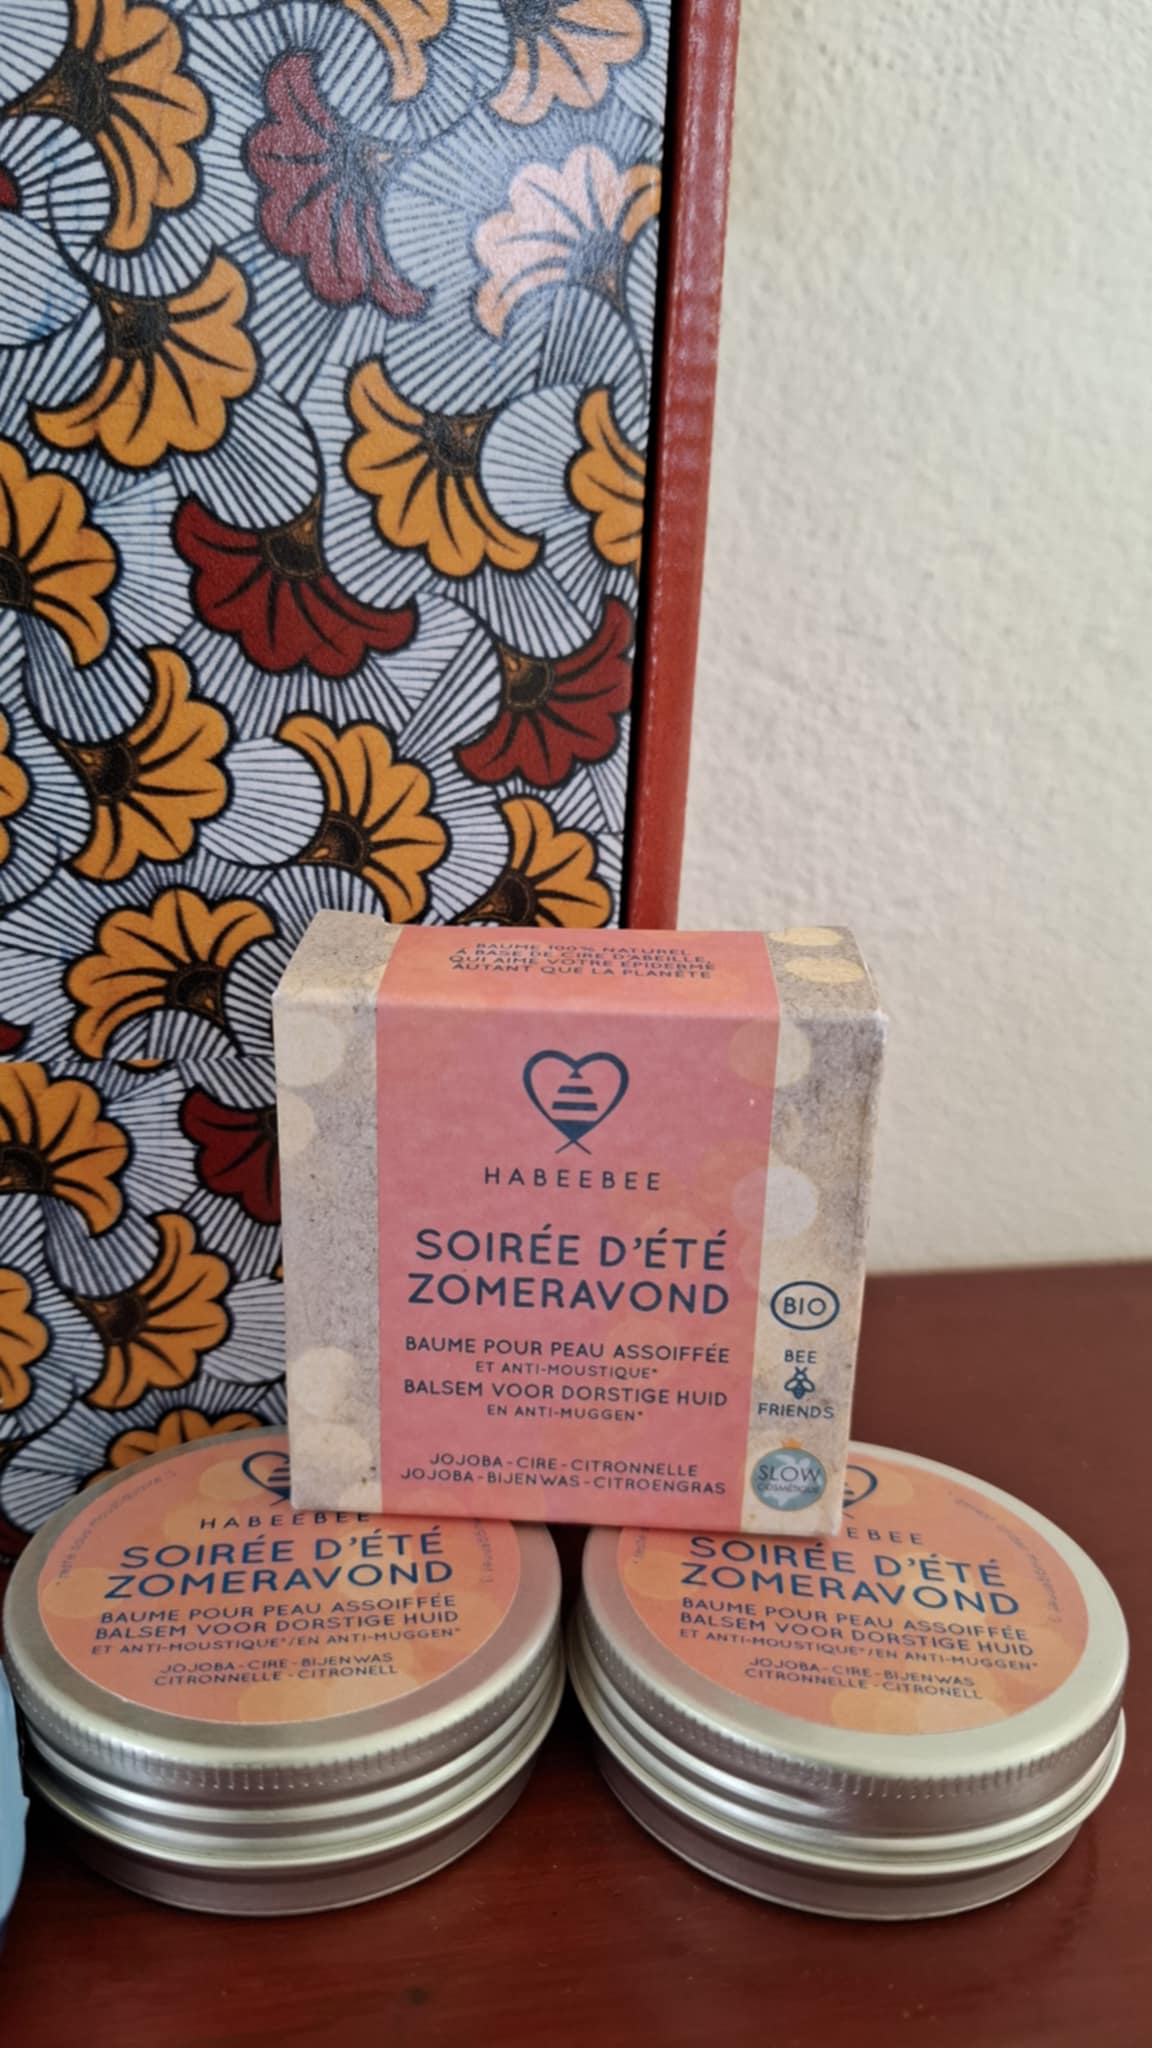 BAUME 100% NATUREL
À BASE DE CIRE D'ABEILLE,
QUI AIME VOTRE ÉPIDERME
AUTANT QUE LA PLANÈTE
HABEEBEE
SOIRÉE D'ÉTÉ
ZOMERAVOND
BAUME POUR PEAU ASSOIFFÉE
ET ANTI-MOUSTIQUE*
BALSEM VOOR DORSTIGE HUID
EN ANTI-MUGGEN*
JOJOBA-CIRE-CITRONNELLE
JOJOBA-BIJENWAS-CITROENGRAS
BIO
BEE
FRIENDS
SLOW
COSMÉTIQUE
HABEEBEE
SOIRÉE D'ÉTÉ
ZOMERAVOND
BAUME POUR PEAU ASSOIFFÉE
BALSEM VOOR DORSTIGE HUID
ET ANTI-MOUSTIQUE*/EN ANTI-MUGGEN*
JOJOBA-CIRE-BIJENWAS
CITRONNELLE-CITRONELL
EBEE
SOIRÉE D'ÉTÉ
ZOMERAVOND
BAUME POUR PEAU ASSOIFFÉE
BALSEM VOOR DORSTIGE HUID
ET ANTI-MOUSTIQUE*/EN ANTI-MUGGEN*
JOJOBA-CIRE-BIJENWAS
CITRONNELLE-CITRONELL